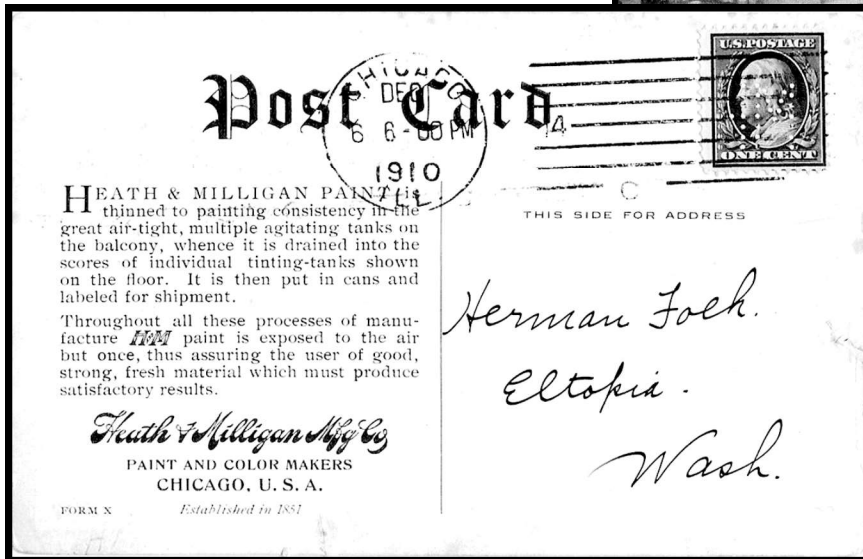 Post Card
CHICAGO
DEC
6 6-00 PM
1910
ILL.
14
U.S. POSTAGE
ONE CENT
C
THIS SIDE FOR ADDRESS
HEATH & MILLIGAN PAINT is
thinned to painting consistency in the
great air-tight, multiple agitating tanks on
the balcony, whence it is drained into the
scores of individual tinting-tanks shown
on the floor. It is then put in cans and
labeled for shipment.
Throughout all these processes of manu-
facture H&M paint is exposed to the air
but once, thus assuring the user of good,
strong, fresh material which must produce
satisfactory results.
Heath & Milligan Mfg Co
PAINT AND COLOR MAKERS
CHICAGO, U. S. A.
FORM X
Established in 1851
Herman
Eltopia.
Wash.